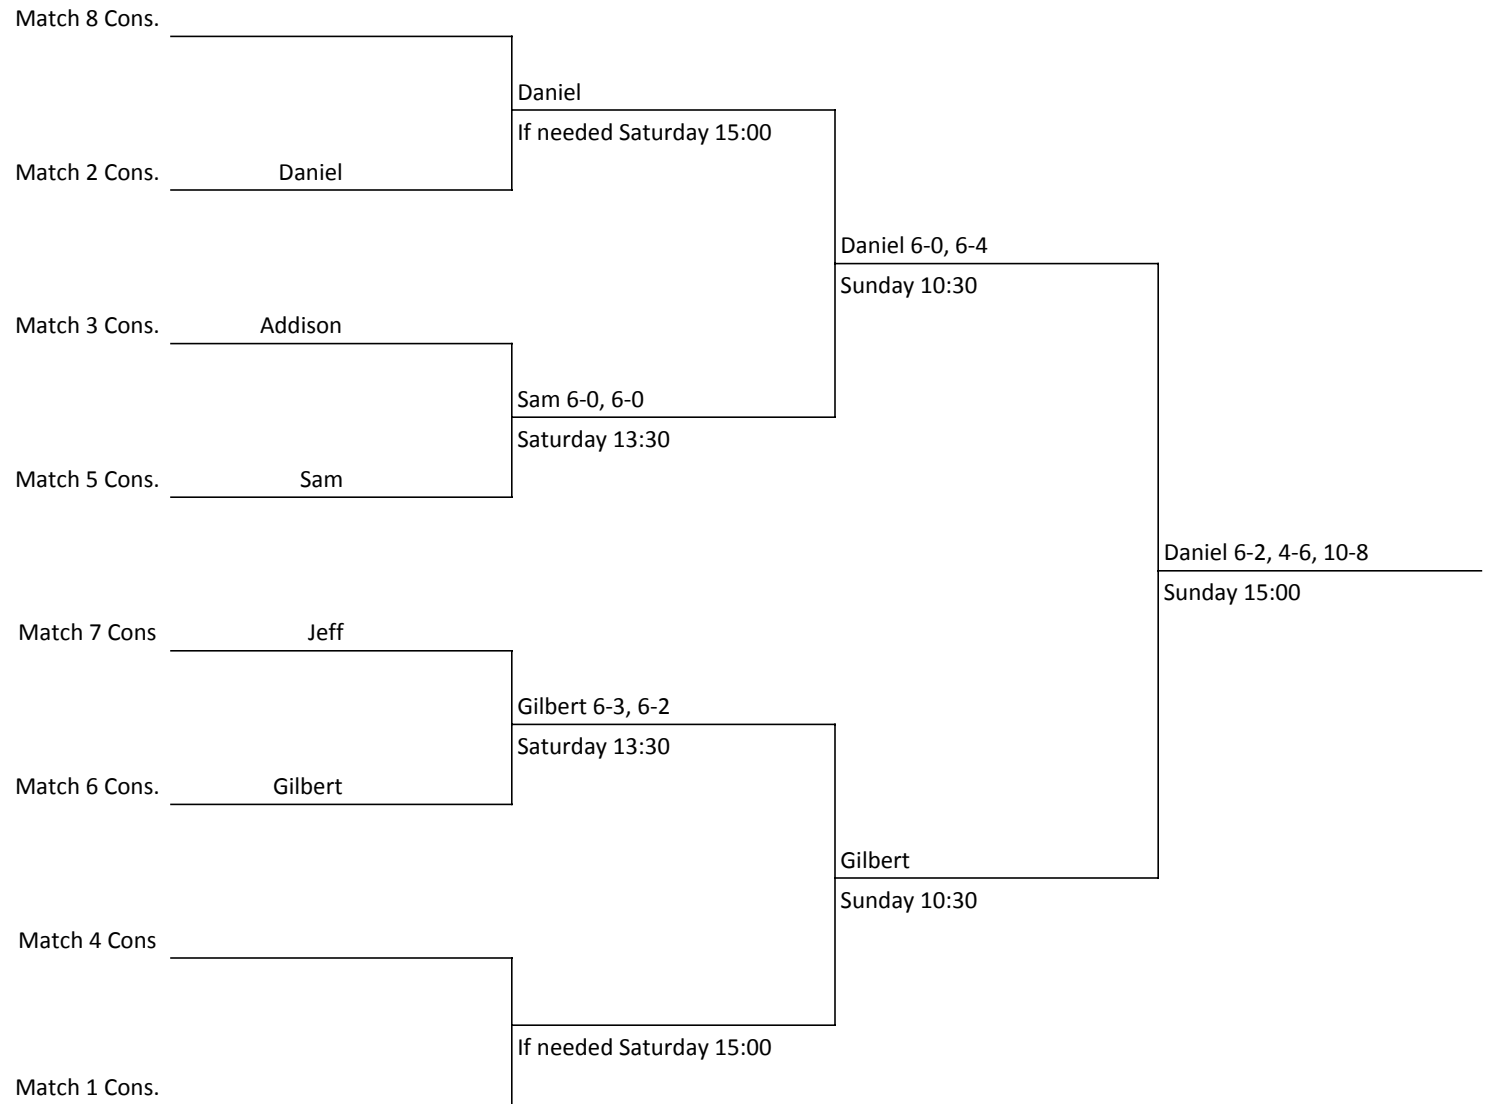 Match 8 Cons.
Daniel
If needed Saturday 15:00
Match 2 Cons. Daniel
Daniel 6-0, 6-4
Sunday 10:30
Match 3 Cons. Addison
Sam 6-0, 6-0
Saturday 13:30
Match 5 Cons. Sam
Daniel 6-2, 4-6, 10-8
Sunday 15:00
Match 7 Cons Jeff
Gilbert 6-3, 6-2
Saturday 13:30
Match 6 Cons. Gilbert
Gilbert
Sunday 10:30
Match 4 Cons
If needed Saturday 15:00
Match 1 Cons.